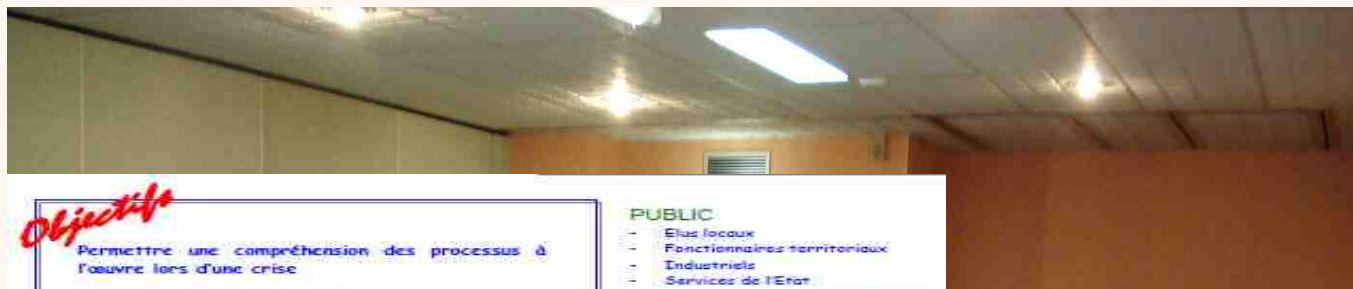 Objectifs
Permettre une compréhension des processus à
l'œuvre lors d'une crise
PUBLIC
- Elus locaux
- Fonctionnaires territoriaux
- Industriels
- Services de l'Etat